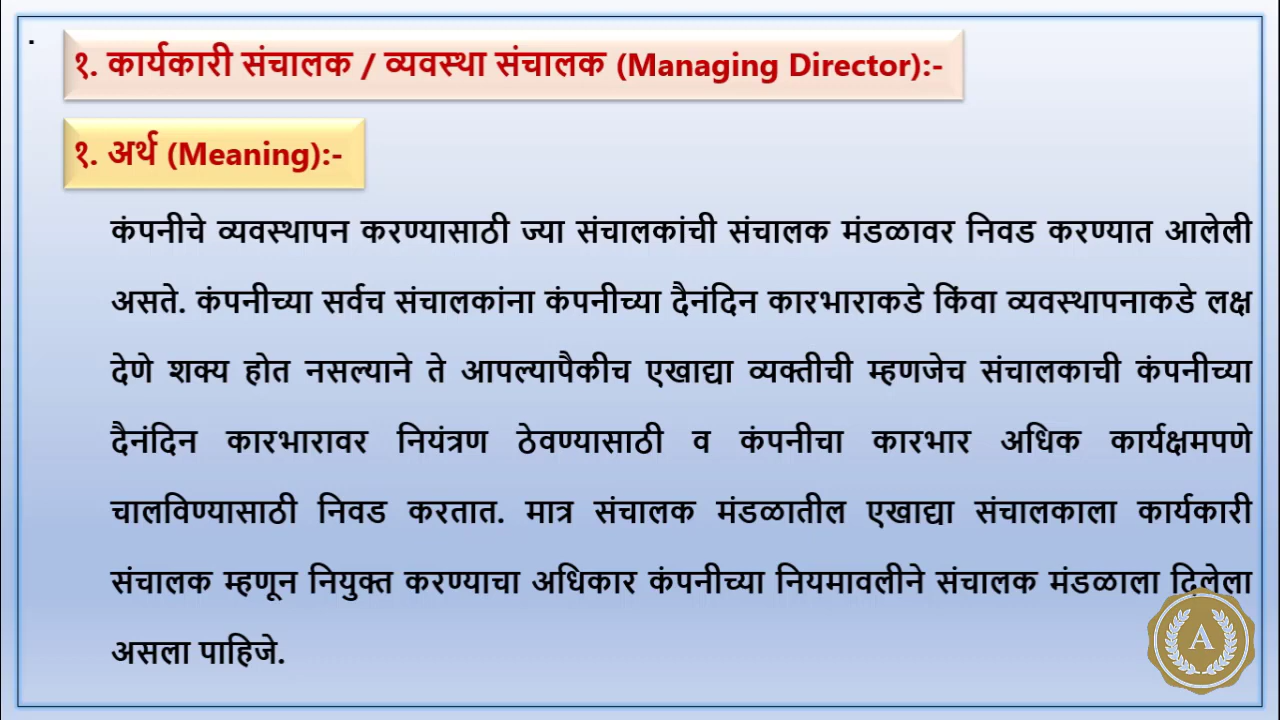 १. कार्यकारी संचालक / व्यवस्था संचालक (Managing Director):-
१. अर्थ (Meaning):-
कंपनीचे व्यवस्थापन करण्यासाठी ज्या संचालकांची संचालक मंडळावर निवड करण्यात आलेली
असते. कंपनीच्या सर्वच संचालकांना कंपनीच्या दैनंदिन कारभाराकडे किंवा व्यवस्थापनाकडे लक्ष
देणे शक्य होत नसल्याने ते आपल्यापैकीच एखाद्या व्यक्तीची म्हणजेच संचालकाची कंपनीच्या
दैनंदिन कारभारावर नियंत्रण ठेवण्यासाठी व कंपनीचा कारभार अधिक कार्यक्षमपणे
चालविण्यासाठी निवड करतात. मात्र संचालक मंडळातील एखाद्या संचालकाला कार्यकारी
संचालक म्हणून नियुक्त करण्याचा अधिकार कंपनीच्या नियमावलीने संचालक मंडळाला दिलेला
असला पाहिजे.
A